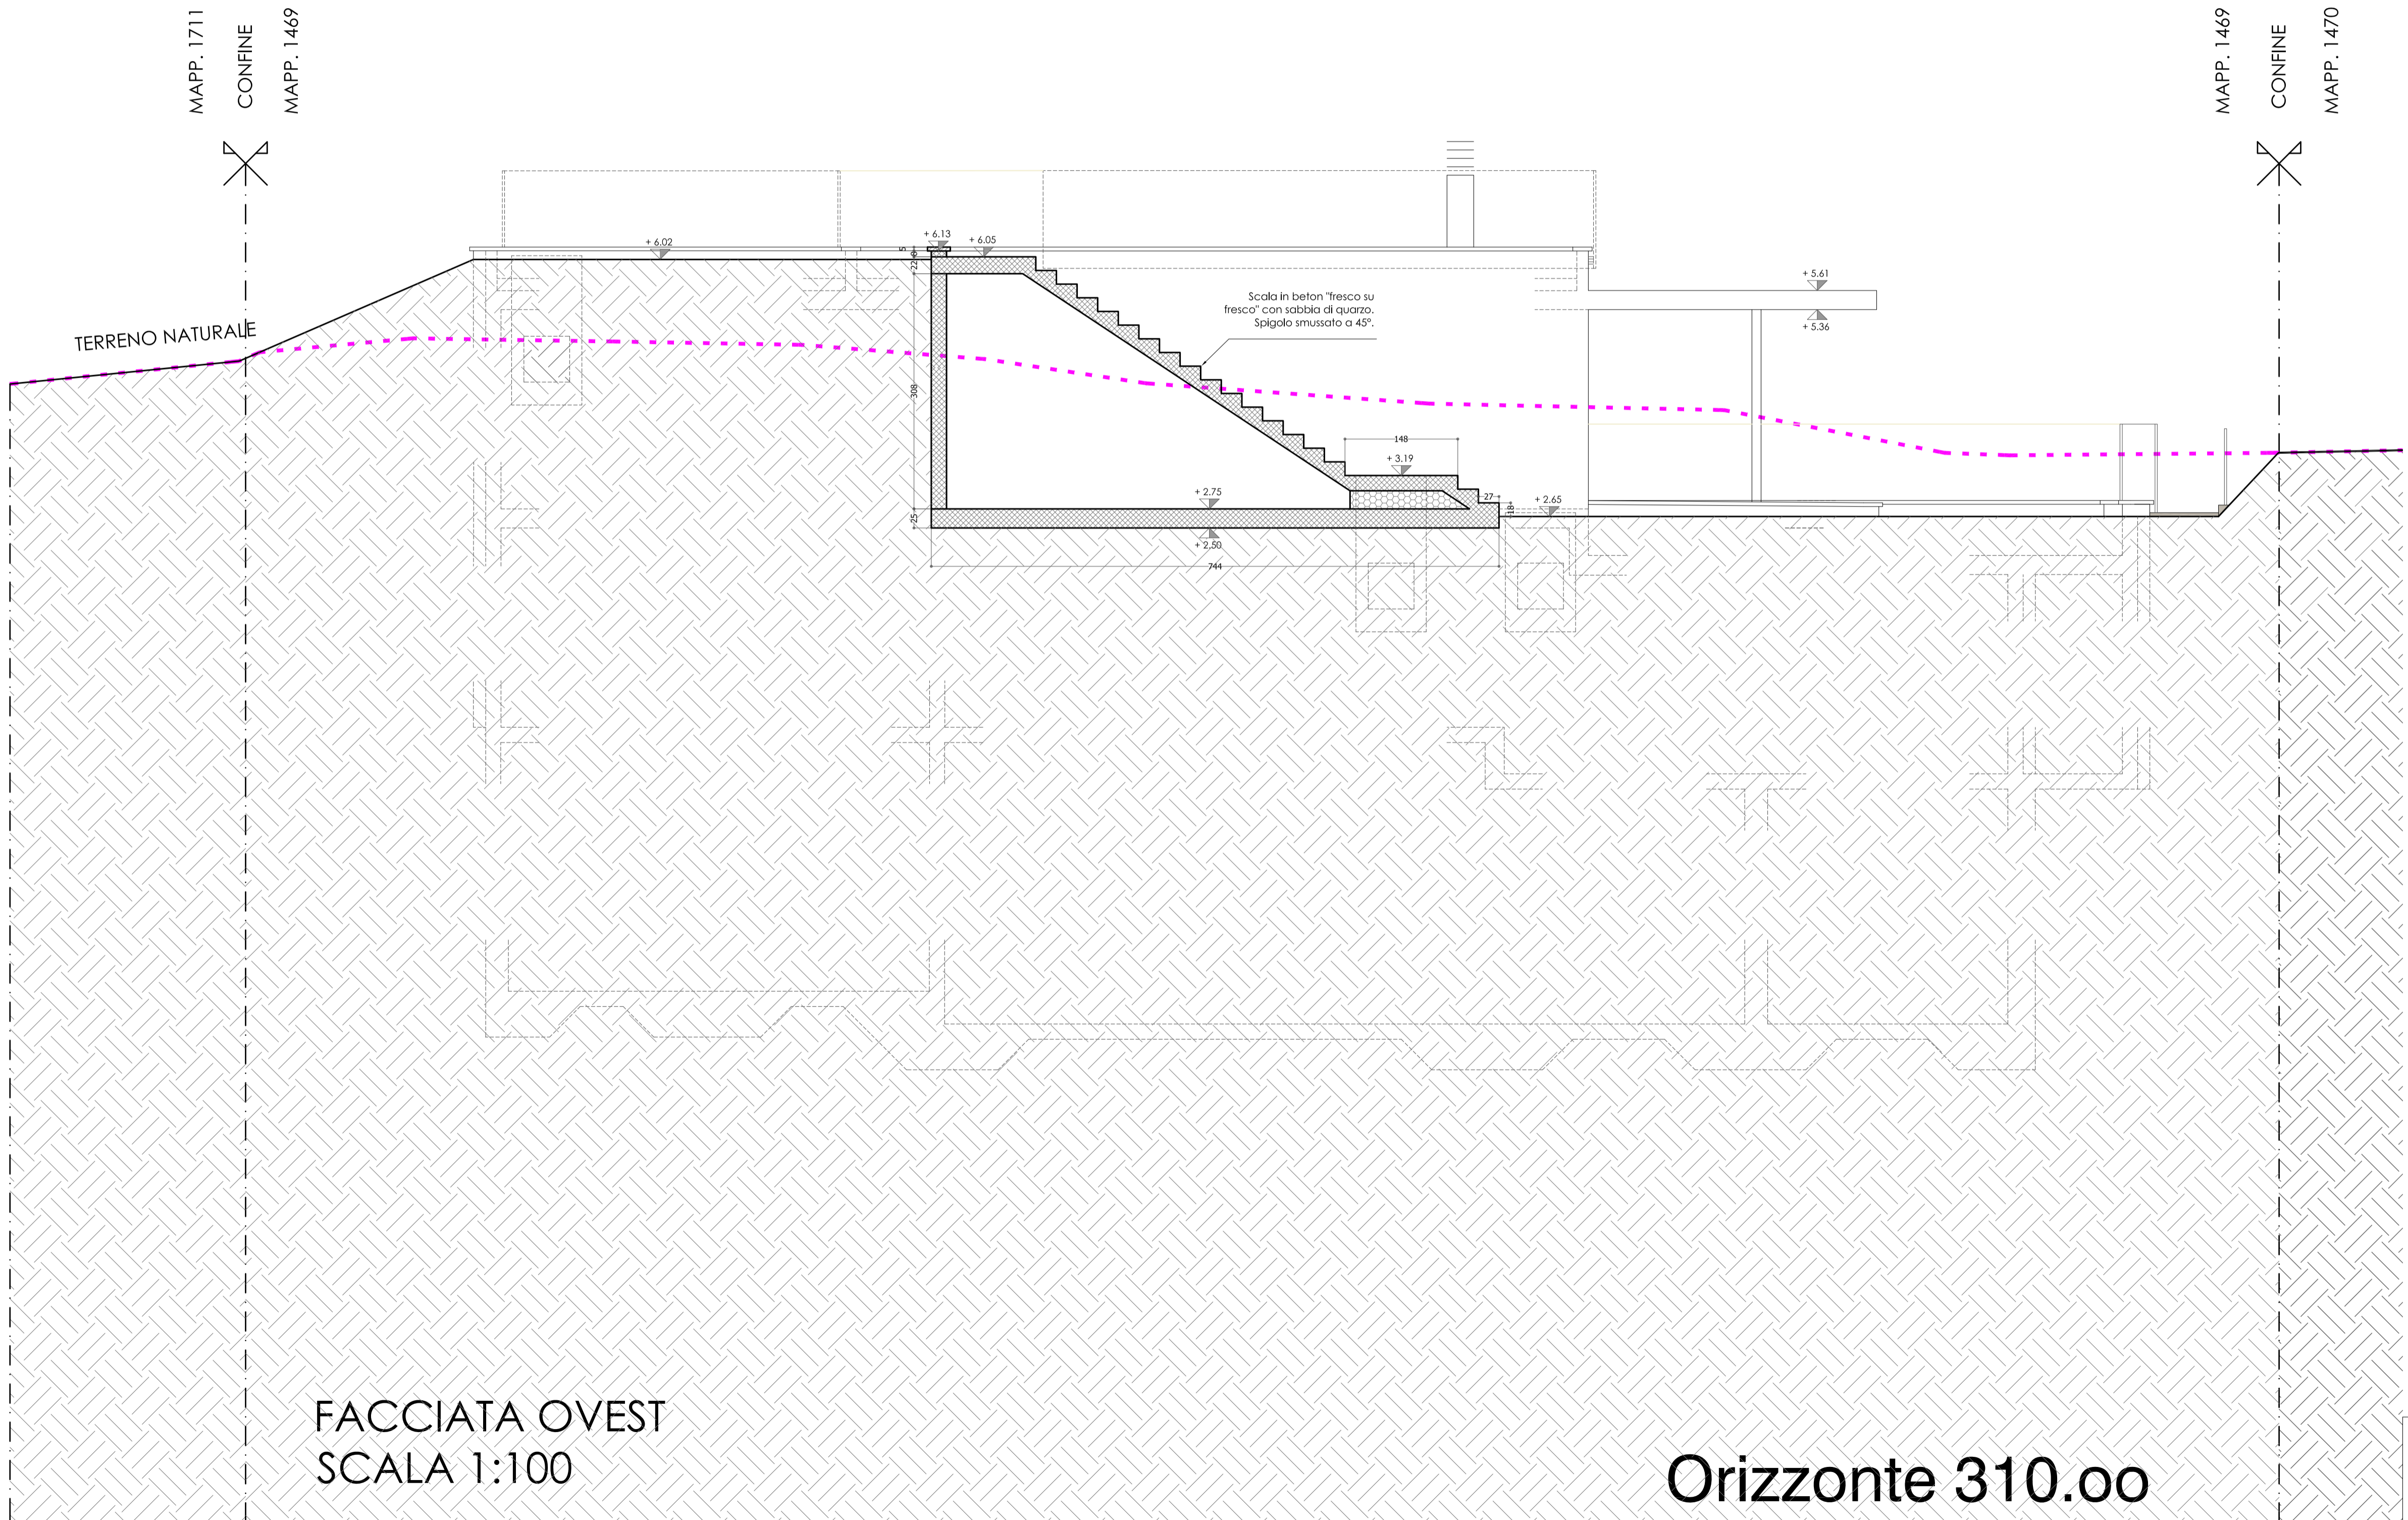 MAPP. 1711
CONFINE
MAPP. 1469
MAPP. 1469
CONFINE
MAPP. 1470
+ 6.13
+ 6.05
+ 6.02
5
8
22
+ 5.61
+ 5.36
Scala in beton "fresco su
fresco" con sabbia di quarzo.
Spigolo smussato a 45°.
TERRENO NATURALE
308
148
+ 3.19
+ 2.75
27
18
+ 2.65
25
+ 2.50
744
FACCIATA OVEST
SCALA 1:100
Orizzonte 310.oo